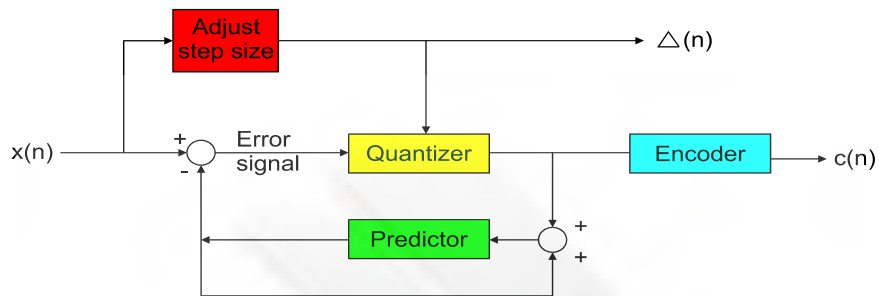 Adjust
step size
△(n)
x(n)
+
-
Error
signal
Quantizer
Encoder
c(n)
Predictor
+
+